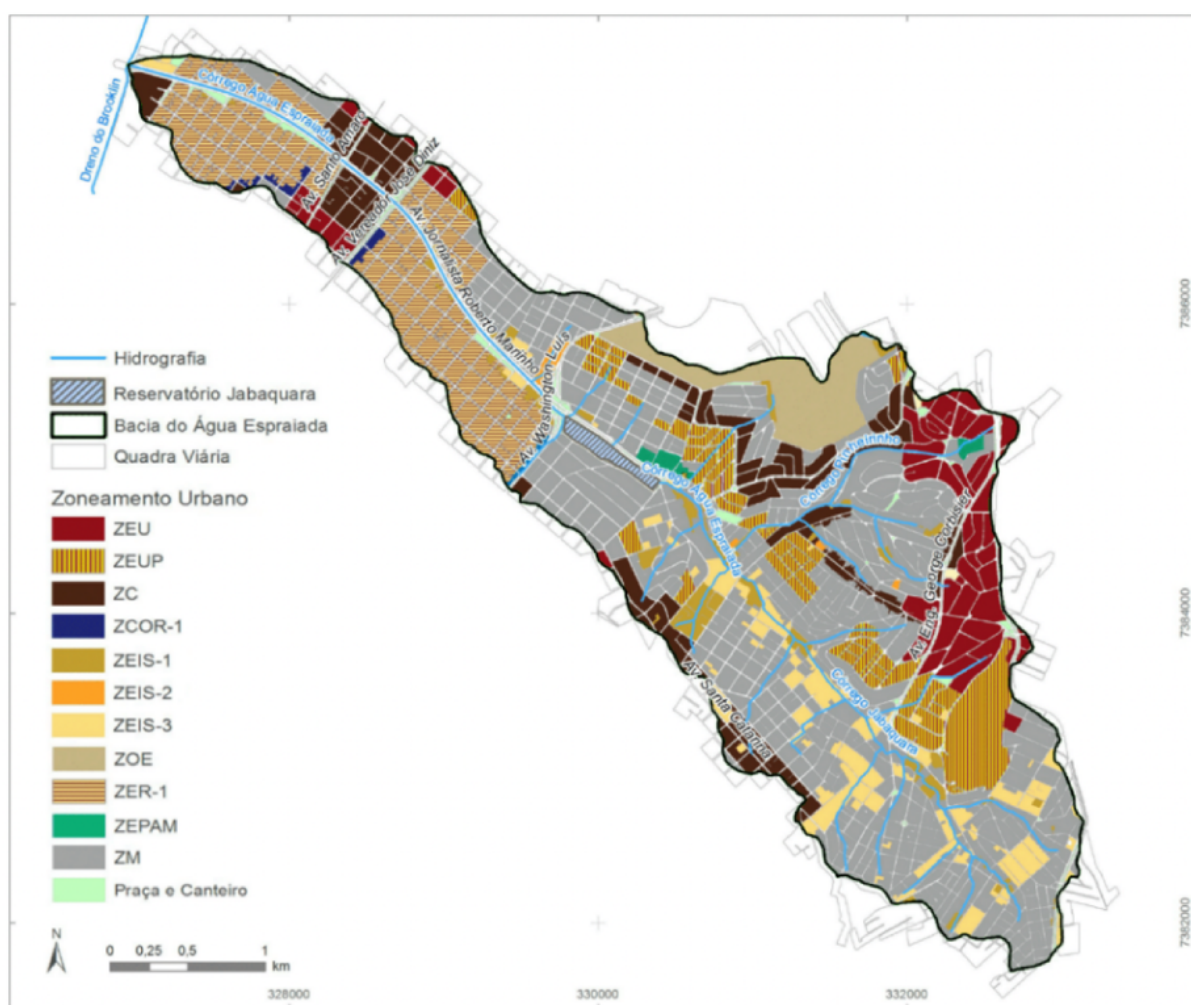 Dreno do Brooklin
Córrego Água Espraiada
Av. Santo Amaro
Av. Vereador José Diniz
Av. Jornalista Roberto Marinho
Av. Washington Luís
Córrego Água Espraiada
Córrego Pinheirinho
Av. Eng. George Corbisier
Av. Santa Catarina
Córrego Jabaquara
Hidrografia
Reservatório Jabaquara
Bacia do Água Espraiada
Quadra Viária
Zoneamento Urbano
ZEU
ZEUP
ZC
ZCOR-1
ZEIS-1
ZEIS-2
ZEIS-3
ZOE
ZER-1
ZEPAM
ZM
Praça e Canteiro
N
0 0,25 0,5 1
km
328000 330000 332000
7386000
7384000
7382000